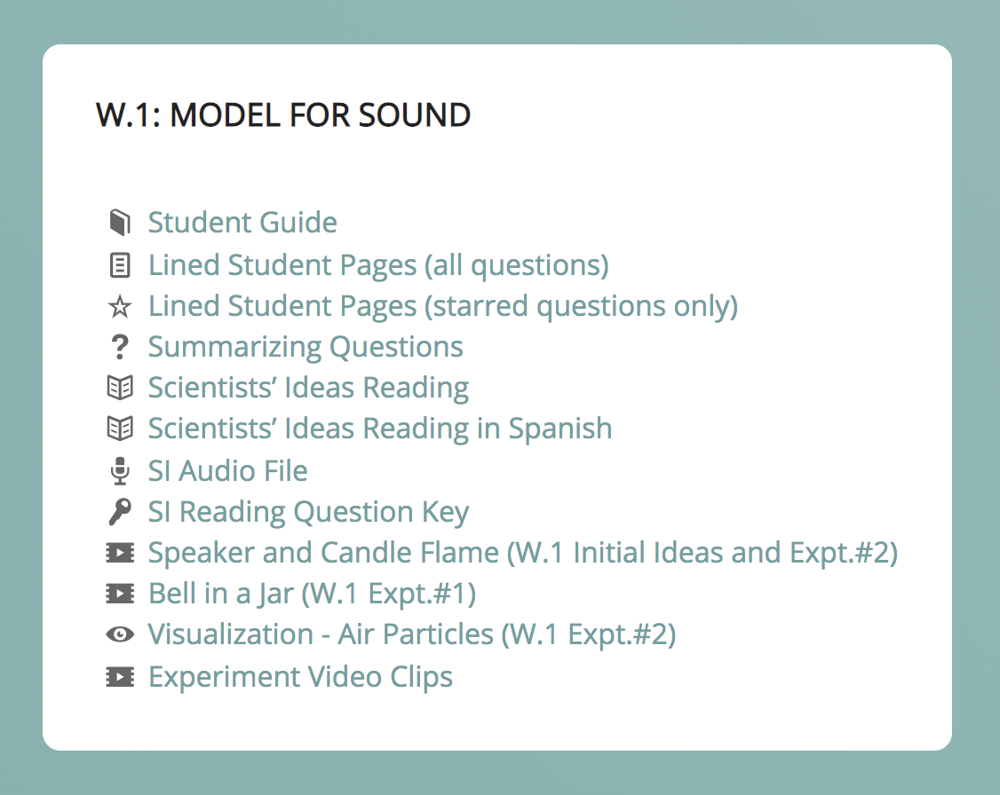 W.1: MODEL FOR SOUND
Student Guide
Lined Student Pages (all questions)
Lined Student Pages (starred questions only)
Summarizing Questions
Scientists’ Ideas Reading
Scientists’ Ideas Reading in Spanish
SI Audio File
SI Reading Question Key
Speaker and Candle Flame (W.1 Initial Ideas and Expt.#2)
Bell in a Jar (W.1 Expt.#1)
Visualization - Air Particles (W.1 Expt.#2)
Experiment Video Clips